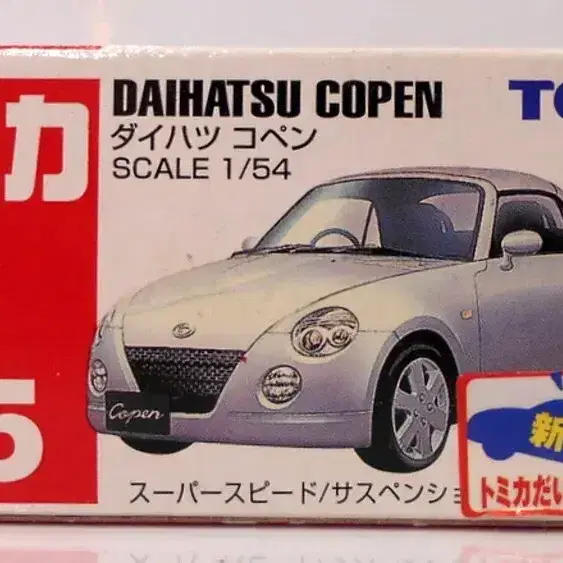 カ
DAIHATSU COPEN
ダイハツ コペン
SCALE 1/54
Copen
5
スーパースピード/サスペンショ
新
トミカだい